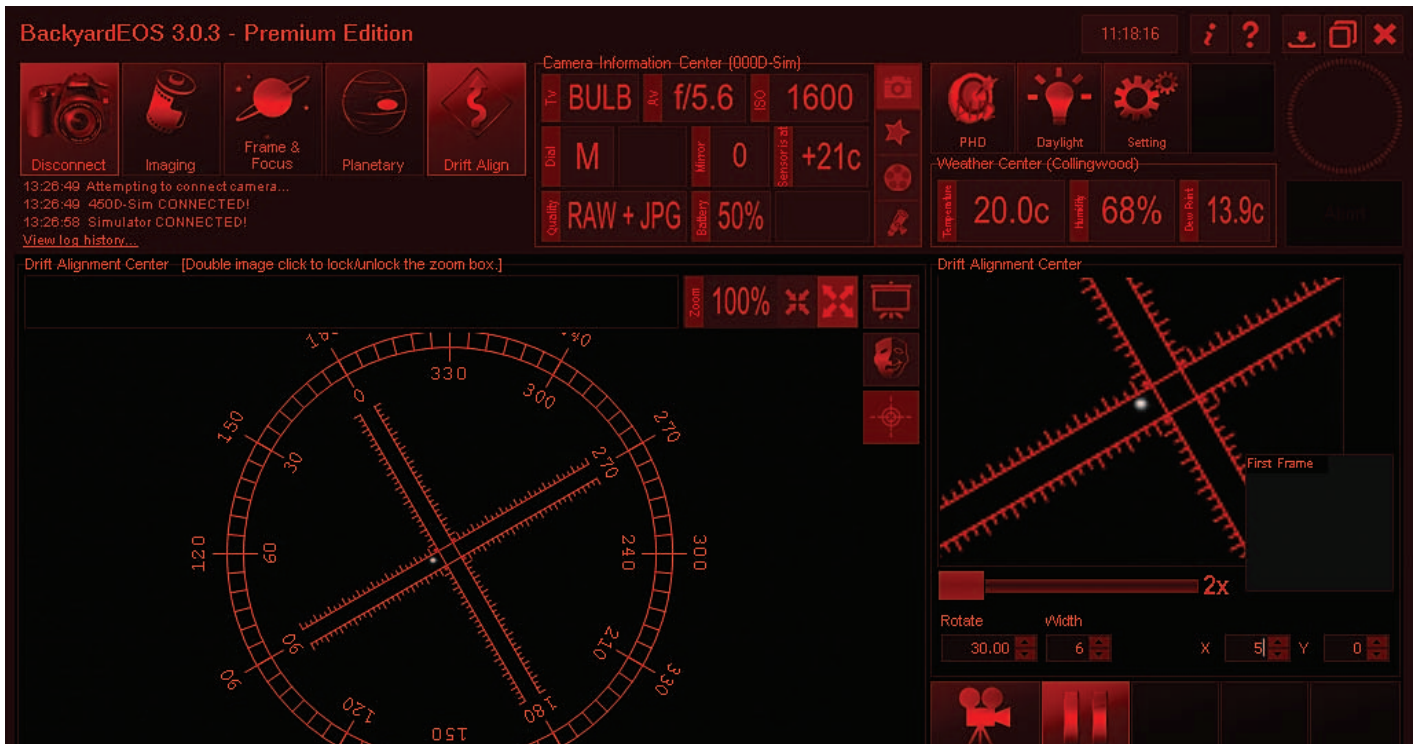 BackyardEOS 3.0.3 - Premium Edition
11:18:16
i ?
Disconnect
Imaging
Frame &
Focus
Planetary
Drift Align
13:26:49 Attempting to connect camera...
13:26:49 450D-Sim CONNECTED!
13:26:58 Simulator CONNECTED!
View log history...
Camera Information Center (000D-Sim)
Tv BULB Av f/5.6 ISO 1600
Dial M Mirror 0 Sensor is at +21c
Quality RAW + JPG Battery 50%
PHD
Daylight
Setting
Weather Center (Collingwood)
Temperature 20.0c Humidity 68% Dew Point 13.9c
Abort
Drift Alignment Center [Double image click to lock/unlock the zoom box.]
Zoom 100%
330
300
270
0
270
150
30
120
60
240
300
90
90
210
330
120
150
180
Drift Alignment Center
First Frame
2x
Rotate Width
30.00 6 X 5 Y 0